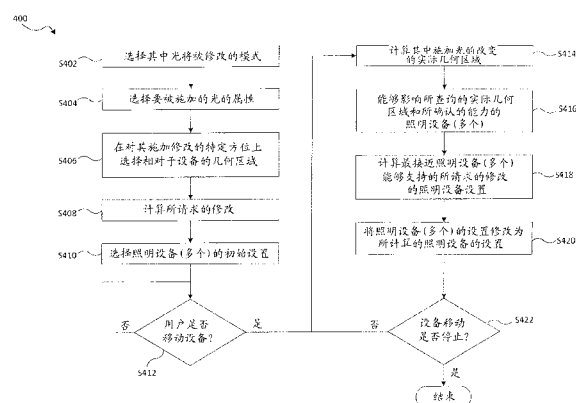 400
S402
选择其中光将被修改的模式
S404
选择要被施加的光的属性
S406
在对其施加修改的特定方位上
选择相对于设备的几何区域
S408
计算所请求的修改
S410
选择照明设备(多个)的初始设置
否
用户是否
移动设备?
是
S412
计算其中施加光的改变
的实际几何区域
S414
能够影响所查询的实际几何
区域和所确认的能力的
照明设备(多个)
S416
计算最接近照明设备(多个)
能够支持的所请求的修改
的照明设备设置
S418
将照明设备(多个)的设置修改为
所计算的照明设备的设置
S420
否
设备移动
是否停止?
S422
是
结束